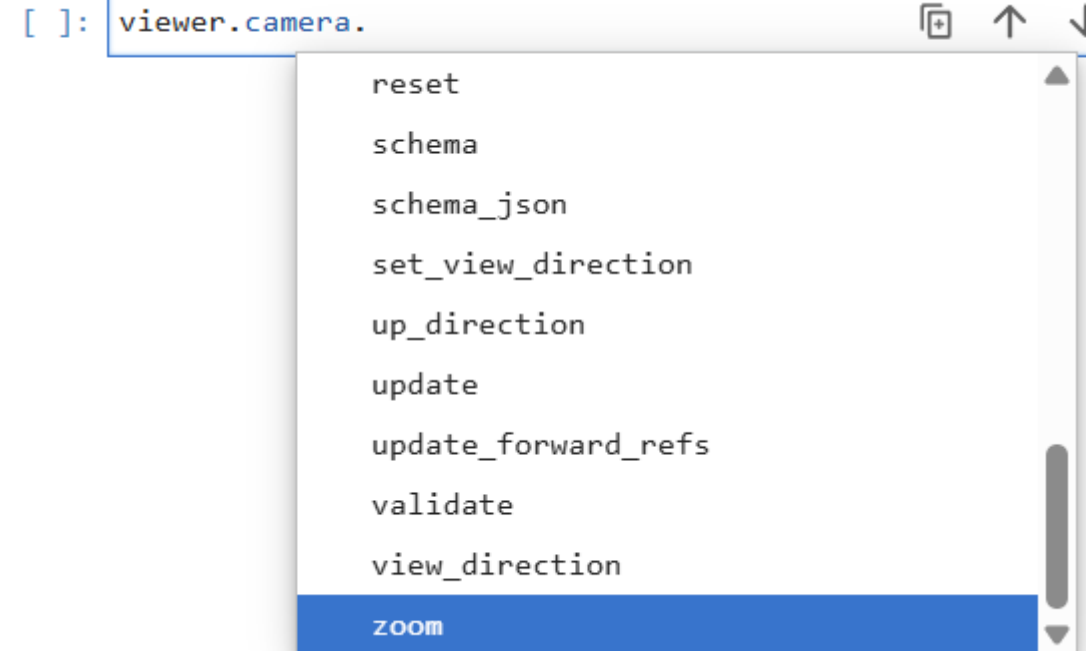 [ ]: viewer.camera.
reset
schema
schema_json
set_view_direction
up_direction
update
update_forward_refs
validate
view_direction
zoom